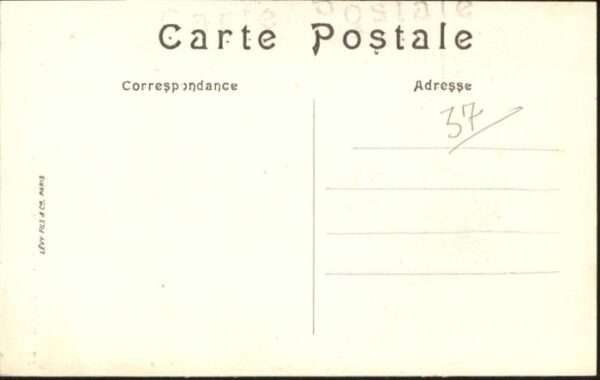 Carte Postale
Correspondance
Adresse
37
LÉVY FILS & Cie, PARIS